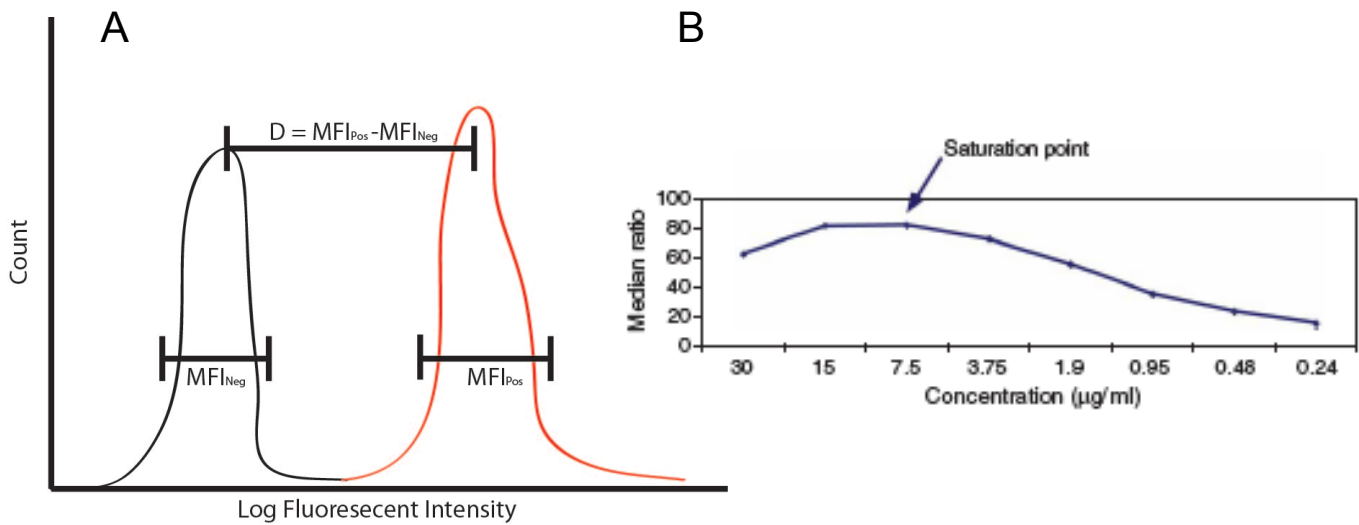 A
D = MFIPos-MFINeg
MFINeg
MFIPos
Count
Log Fluoresecent Intensity
B
Saturation point
100
80
60
40
20
0
Median ratio
30 15 7.5 3.75 1.9 0.95 0.48 0.24
Concentration (µg/ml)